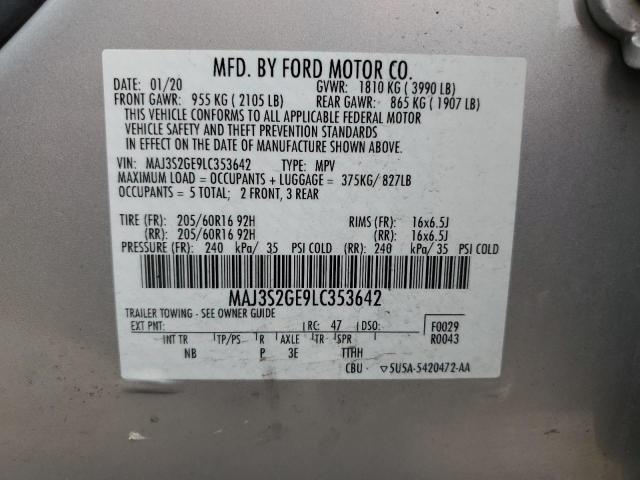 MFD. BY FORD MOTOR CO.
DATE: 01/20 GVWR: 1810 KG ( 3990 LB)
FRONT GAWR: 955 KG ( 2105 LB) REAR GAWR: 865 KG ( 1907 LB)
THIS VEHICLE CONFORMS TO ALL APPLICABLE FEDERAL MOTOR
VEHICLE SAFETY AND THEFT PREVENTION STANDARDS
IN EFFECT ON THE DATE OF MANUFACTURE SHOWN ABOVE.
VIN: MAJ3S2GE9LC353642 TYPE: MPV
MAXIMUM LOAD = OCCUPANTS + LUGGAGE = 375KG/ 827LB
OCCUPANTS = 5 TOTAL; 2 FRONT, 3 REAR
TIRE (FR): 205/60R16 92H RIMS (FR): 16x6.5J
(RR): 205/60R16 92H (RR): 16x6.5J
PRESSURE (FR): 240 kPa/ 35 PSI COLD (RR): 240 kPa/ 35 PSI COLD
MAJ3S2GE9LC353642
TRAILER TOWING - SEE OWNER GUIDE
EXT PNT: RC: 47 DSO: F0029
INT TR TP/PS R AXLE TR SPR R0043
NB P 3E TTHH
CBU ▽5U5A-5420472-AA